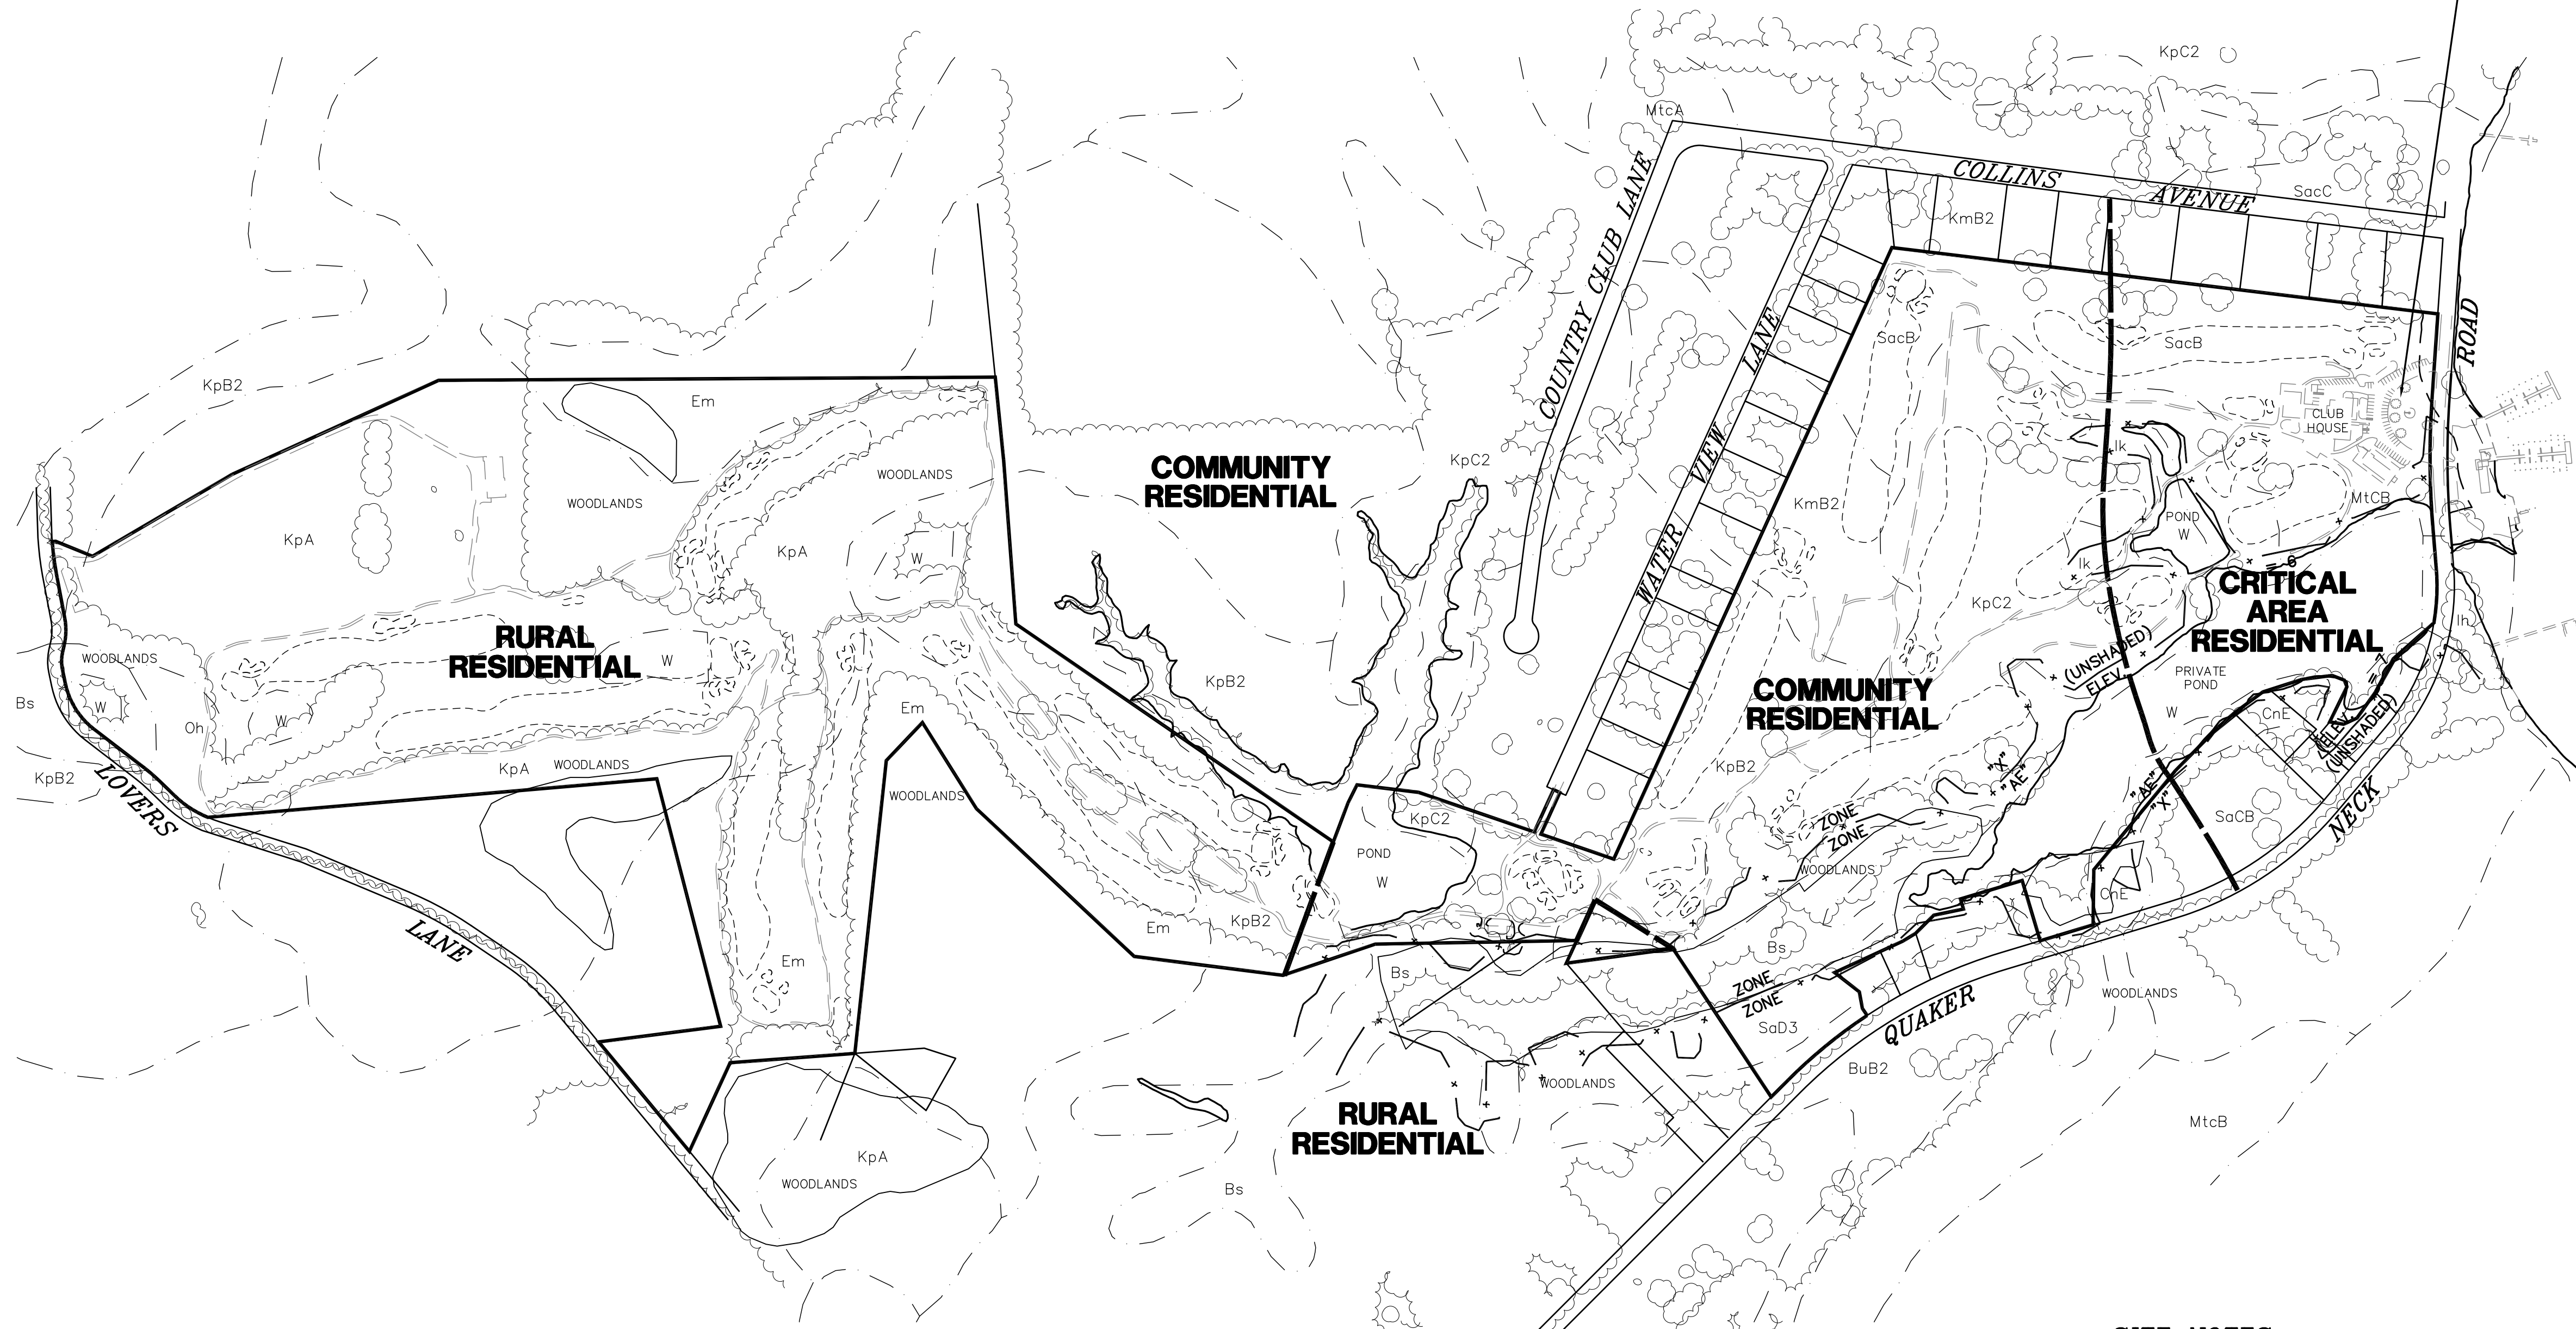 KpC2
MtcA
COLLINS
AVENUE
SacC
KmB2
COUNTRY CLUB LANE
WATER VIEW LANE
ROAD
SacB
SacB
KpB2
Em
WOODLANDS
WOODLANDS
KpA
KpA
W
COMMUNITY
RESIDENTIAL
KpC2
KmB2
CLUB
HOUSE
Ik
MtCB
POND
W
Ik
= 6
CRITICAL
AREA
RESIDENTIAL
KpC2
Ih
RURAL
RESIDENTIAL
W
WOODLANDS
W
Bs
Oh
W
KpB2
LOVERS
LANE
KpA
WOODLANDS
Em
WOODLANDS
KpB2
COMMUNITY
RESIDENTIAL
KpB2
(UNSHADED)
ELEV.
PRIVATE
POND
W
= 7
CnE
ELEV.
(UNSHADED)
"X"
"AE"
"AE"
"X"
SaCB
NECK
KpC2
POND
W
ZONE
ZONE
WOODLANDS
CnE
Em
KpB2
Em
Bs
Bs
ZONE
ZONE
SaD3
QUAKER
WOODLANDS
BuB2
WOODLANDS
RURAL
RESIDENTIAL
MtcB
KpA
WOODLANDS
Bs